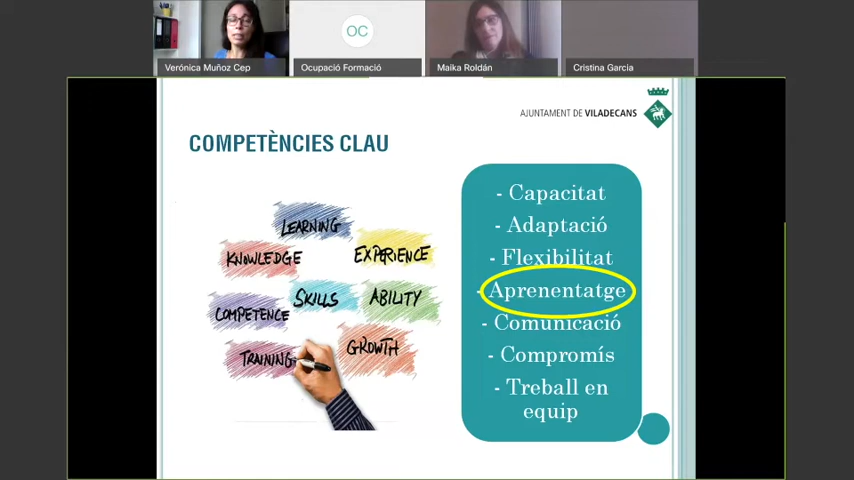 OC
Verónica Muñoz Cep
Ocupació Formació
Maika Roldán
Cristina Garcia
AJUNTAMENT DE VILADECANS
COMPETÈNCIES CLAU
LEARNING
KNOWLEDGE
EXPERIENCE
SKILLS
ABILITY
COMPETENCE
TRAINING
GROWTH
- Capacitat
- Adaptació
- Flexibilitat
- Aprenentatge
- Comunicació
- Compromís
- Treball en
equip